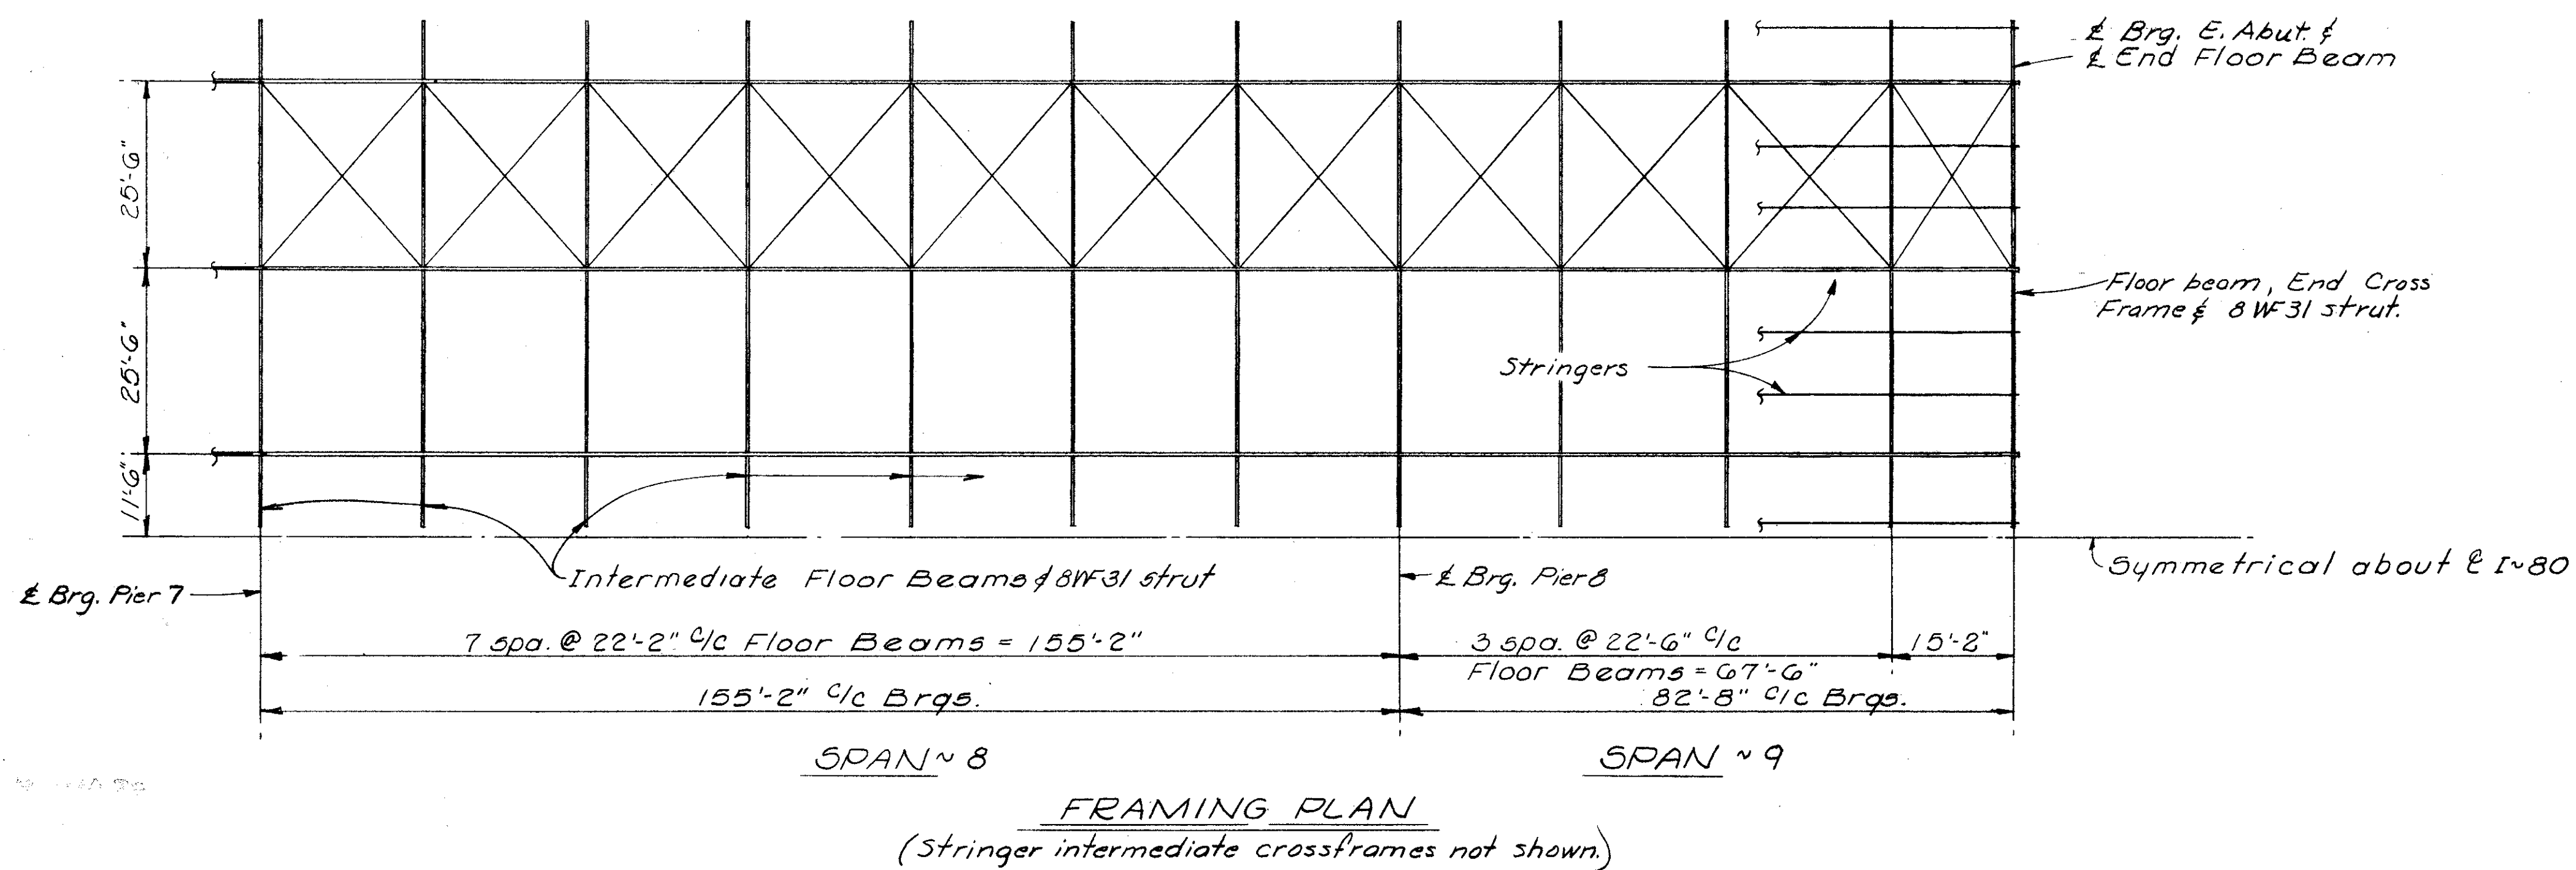 ℄ Brg. E. Abut. &
℄ End Floor Beam
25'-6"
25'-6"
11'-6"
Floor beam, End Cross
Frame & 8WF31 strut.
Stringers
Intermediate Floor Beams & 8WF31 strut
℄ Brg. Pier 7
℄ Brg. Pier 8
Symmetrical about ℄ I~80
7 spa. @ 22'-2" C/c Floor Beams = 155'-2"
3 spa. @ 22'-6" C/c
Floor Beams = 67'-6"
15'-2"
155'-2" C/c Brgs.
82'-8" C/c Brgs.
SPAN ~ 8
SPAN ~ 9
FRAMING PLAN
(Stringer intermediate crossframes not shown.)